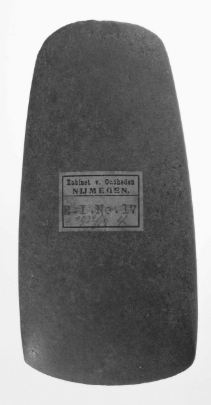 Kabinet v. Oudheden
NIJMEGEN.
E.I.No.17